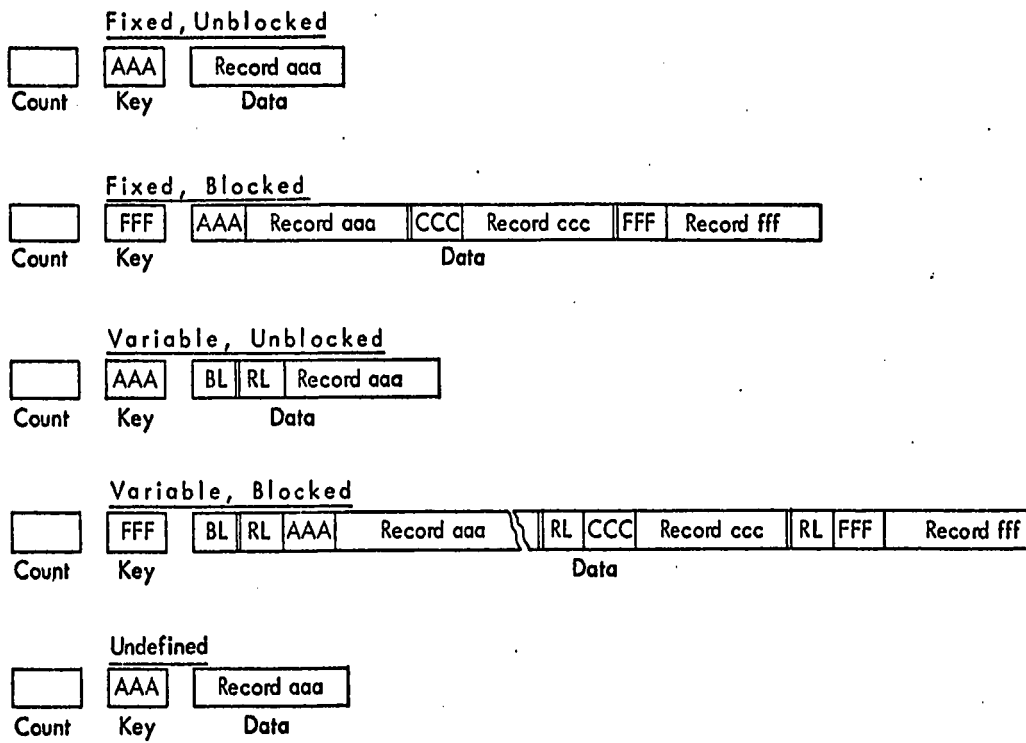 Fixed, Unblocked
AAA Record aaa
Count Key Data
Fixed, Blocked
FFF AAA Record aaa CCC Record ccc FFF Record fff
Count Key Data
Variable, Unblocked
AAA BL RL Record aaa
Count Key Data
Variable, Blocked
FFF BL RL AAA Record aaa RL CCC Record ccc RL FFF Record fff
Count Key Data
Undefined
AAA Record aaa
Count Key Data